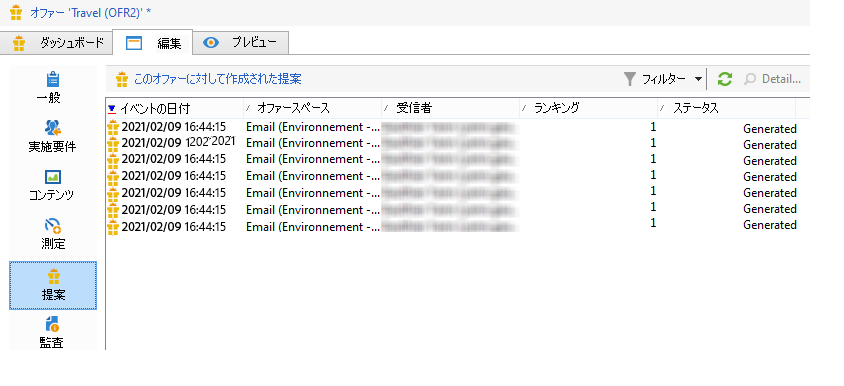 オファー 'Travel (OFR2)' *
ダッシュボード 編集 プレビュー
このオファーに対して作成された提案 フィルター Detail...
一般
実施要件
コンテンツ
測定
提案
監査
イベントの日付 オファースペース 受信者 ランキング ステータス
2021/02/09 16:44:15 Email (Environnement -... 1 Generated
2021/02/09 1202"2021 Email (Environnement -... 1 Generated
2021/02/09 16:44:15 Email (Environnement -... 1 Generated
2021/02/09 16:44:15 Email (Environnement -... 1 Generated
2021/02/09 16:44:15 Email (Environnement -... 1 Generated
2021/02/09 16:44:15 Email (Environnement -... 1 Generated
2021/02/09 16:44:15 Email (Environnement -... 1 Generated